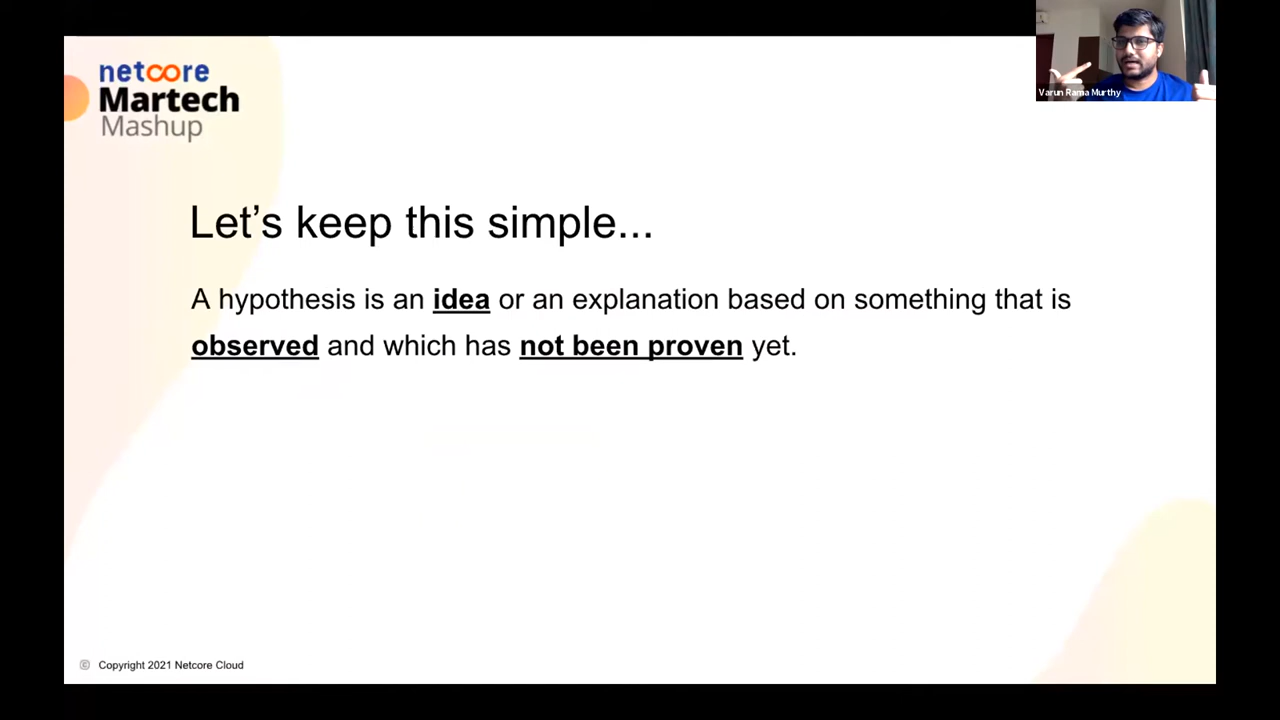 netcore
Martech
Mashup
Varun Rama Murthy
Let’s keep this simple...
A hypothesis is an idea or an explanation based on something that is
observed and which has not been proven yet.
© Copyright 2021 Netcore Cloud